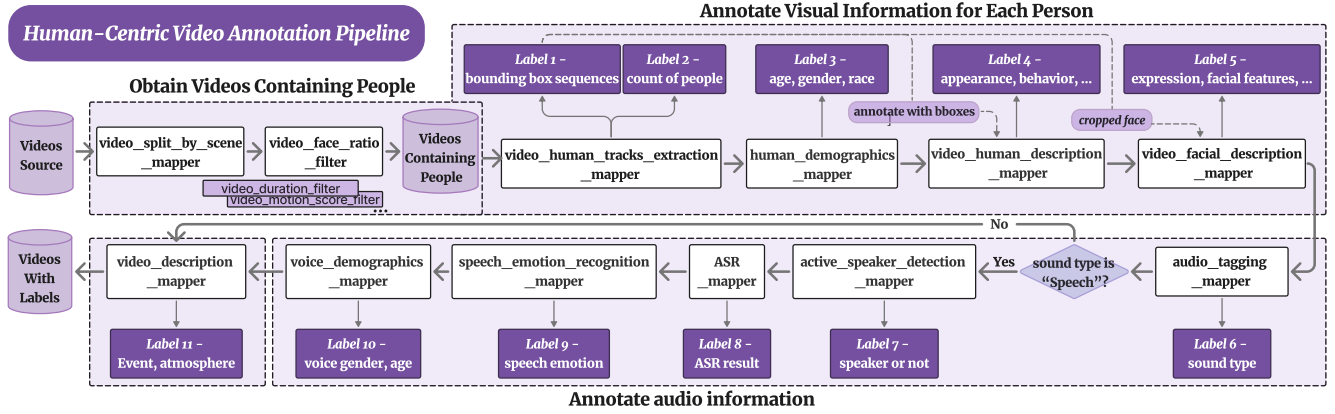 Human-Centric Video Annotation Pipeline
Annotate Visual Information for Each Person
Label 1 -
bounding box sequences
Label 2 -
count of people
Label 3 -
age, gender, race
Label 4 -
appearance, behavior, ...
Label 5 -
expression, facial features, ...
Obtain Videos Containing People
annotate with bboxes
cropped face
Videos
Source
video_split_by_scene
_mapper
video_face_ratio
_filter
video_duration_filter
video_motion_score_filter
...
Videos
Containing
People
video_human_tracks_extraction
_mapper
human_demographics
_mapper
video_human_description
_mapper
video_facial_description
_mapper
No
Videos
With
Labels
video_description
_mapper
voice_demographics
_mapper
speech_emotion_recognition
_mapper
ASR
_mapper
active_speaker_detection
_mapper
Yes
sound type is
“Speech”?
audio_tagging
_mapper
Label 11 -
Event, atmosphere
Label 10 -
voice gender, age
Label 9 -
speech emotion
Label 8 -
ASR result
Label 7 -
speaker or not
Label 6 -
sound type
Annotate audio information